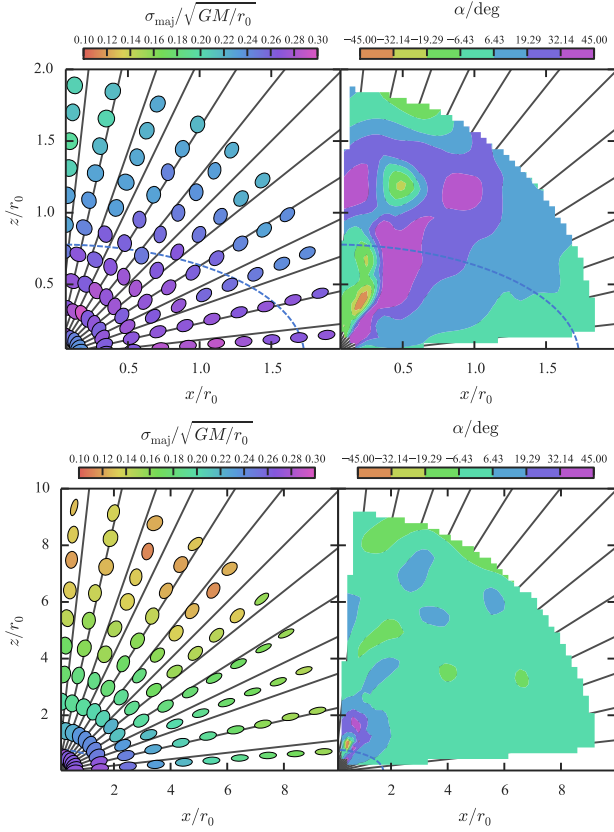 σ_maj/√GM/r₀
α/deg
0.10 0.12 0.14 0.16 0.18 0.20 0.22 0.24 0.26 0.28 0.30
−45.00 −32.14 −19.29 −6.43 6.43 19.29 32.14 45.00
2.0
1.5
1.0
0.5
z/r₀
0.5 1.0 1.5
0.5 1.0 1.5
x/r₀
x/r₀
σ_maj/√GM/r₀
α/deg
0.10 0.12 0.14 0.16 0.18 0.20 0.22 0.24 0.26 0.28 0.30
−45.00 −32.14 −19.29 −6.43 6.43 19.29 32.14 45.00
10
8
6
4
2
z/r₀
2 4 6 8
2 4 6 8
x/r₀
x/r₀